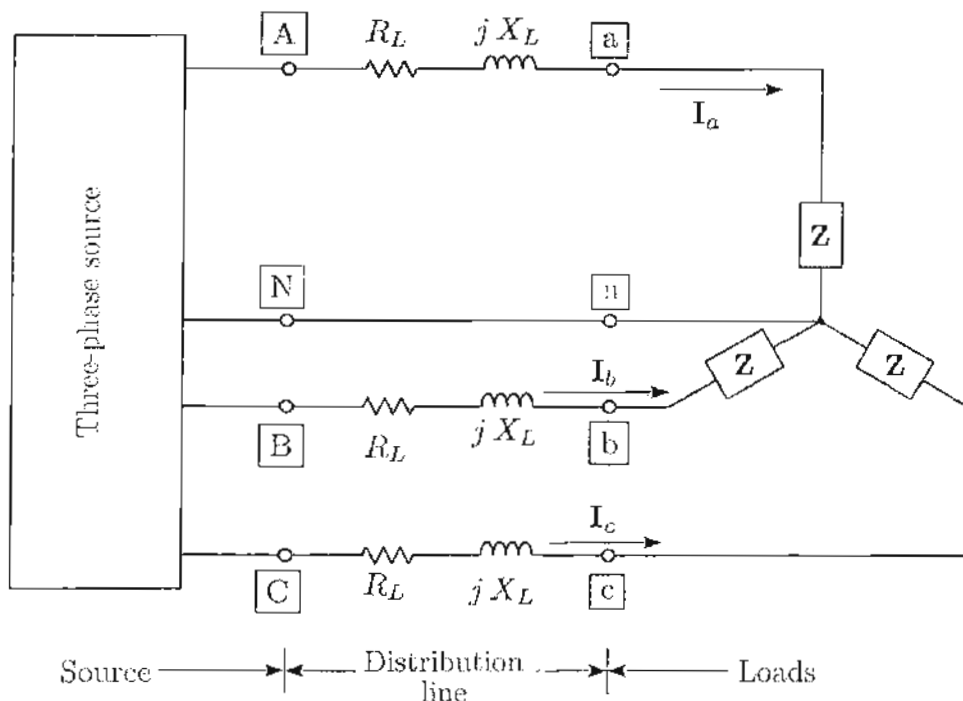 A
R_L
j X_L
a
I_a
Three-phase source
Z
N
n
Z
Z
I_b
B
R_L
j X_L
b
I_c
C
R_L
j X_L
c
Source
Distribution
line
Loads